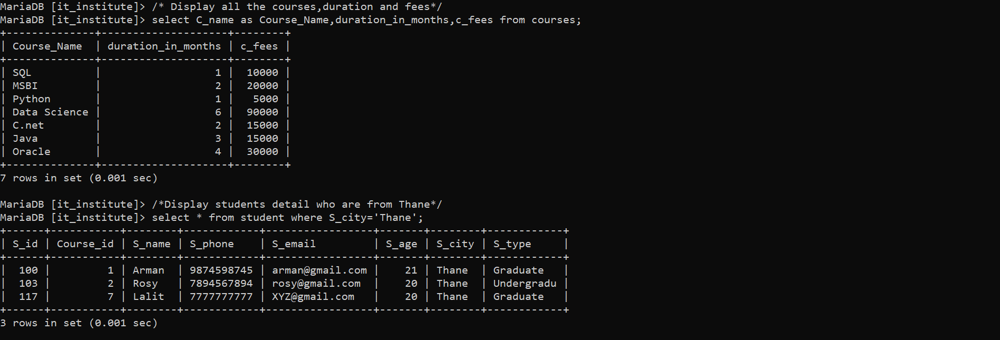 MariaDB [it_institute]> /* Display all the courses,duration and fees*/
MariaDB [it_institute]> select C_name as Course_Name,duration_in_months,c_fees from courses;
+--------------+--------------------+--------+
| Course_Name  | duration_in_months | c_fees |
+--------------+--------------------+--------+
| SQL          |                  1 |  10000 |
| MSBI         |                  2 |  20000 |
| Python       |                  1 |   5000 |
| Data Science |                  6 |  90000 |
| C.net        |                  2 |  15000 |
| Java         |                  3 |  15000 |
| Oracle       |                  4 |  30000 |
+--------------+--------------------+--------+
7 rows in set (0.001 sec)

MariaDB [it_institute]> /*Display students detail who are from Thane*/
MariaDB [it_institute]> select * from student where S_city='Thane';
+------+-----------+--------+------------+-----------------+-------+--------+------------+
| S_id | Course_id | S_name | S_phone    | S_email         | S_age | S_city | S_type     |
+------+-----------+--------+------------+-----------------+-------+--------+------------+
|  100 |         1 | Arman  | 9874598745 | arman@gmail.com |    21 | Thane  | Graduate   |
|  103 |         2 | Rosy   | 7894567894 | rosy@gmail.com  |    20 | Thane  | Undergradu |
|  117 |         7 | Lalit  | 7777777777 | XYZ@gmail.com   |    20 | Thane  | Graduate   |
+------+-----------+--------+------------+-----------------+-------+--------+------------+
3 rows in set (0.001 sec)